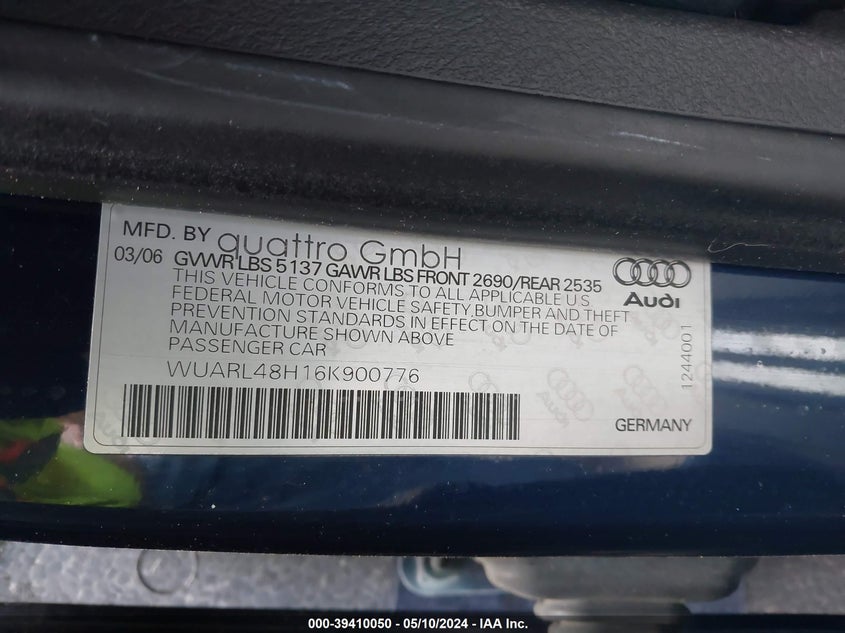 MFD. BY quattro GmbH
03/06 GVWR LBS 5137 GAWR LBS FRONT 2690/REAR 2535
THIS VEHICLE CONFORMS TO ALL APPLICABLE U.S.
FEDERAL MOTOR VEHICLE SAFETY,BUMPER AND THEFT
PREVENTION STANDARDS IN EFFECT ON THE DATE OF
MANUFACTURE SHOWN ABOVE
PASSENGER CAR
Audi
WUARL48H16K900776
1244001
Audi
GERMANY
000-39410050 - 05/10/2024 - IAA Inc.